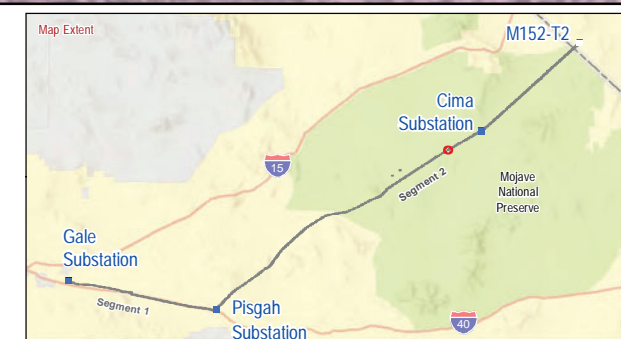 Map Extent
M152-T2
Cima
Substation
15
Segment 2
Mojave
National
Preserve
Gale
Substation
Segment 1
Pisgah
Substation
40